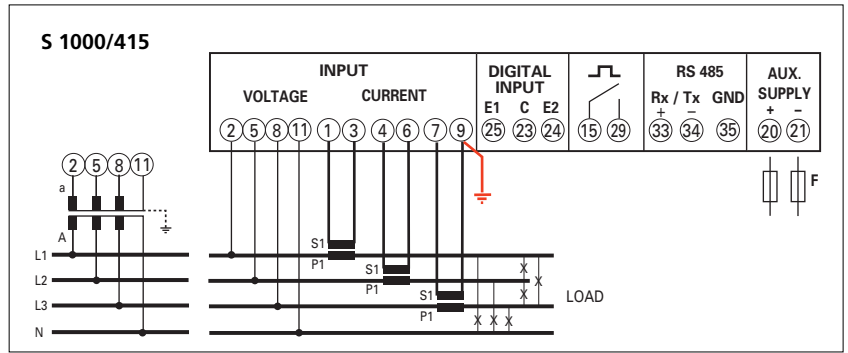 S 1000/415
INPUT
DIGITAL
INPUT
RS 485
AUX.
SUPPLY
VOLTAGE CURRENT
E1 C E2
Rx / Tx GND
+ −
+ −
2 5 8 11 1 3 4 6 7 9 25 23 24 15 29 33 34 35 20 21
2 5 8 11
F
a
A
S1
P1
S1
P1
S1
P1
L1
L2
L3
N
X
X X
X
X X X
LOAD